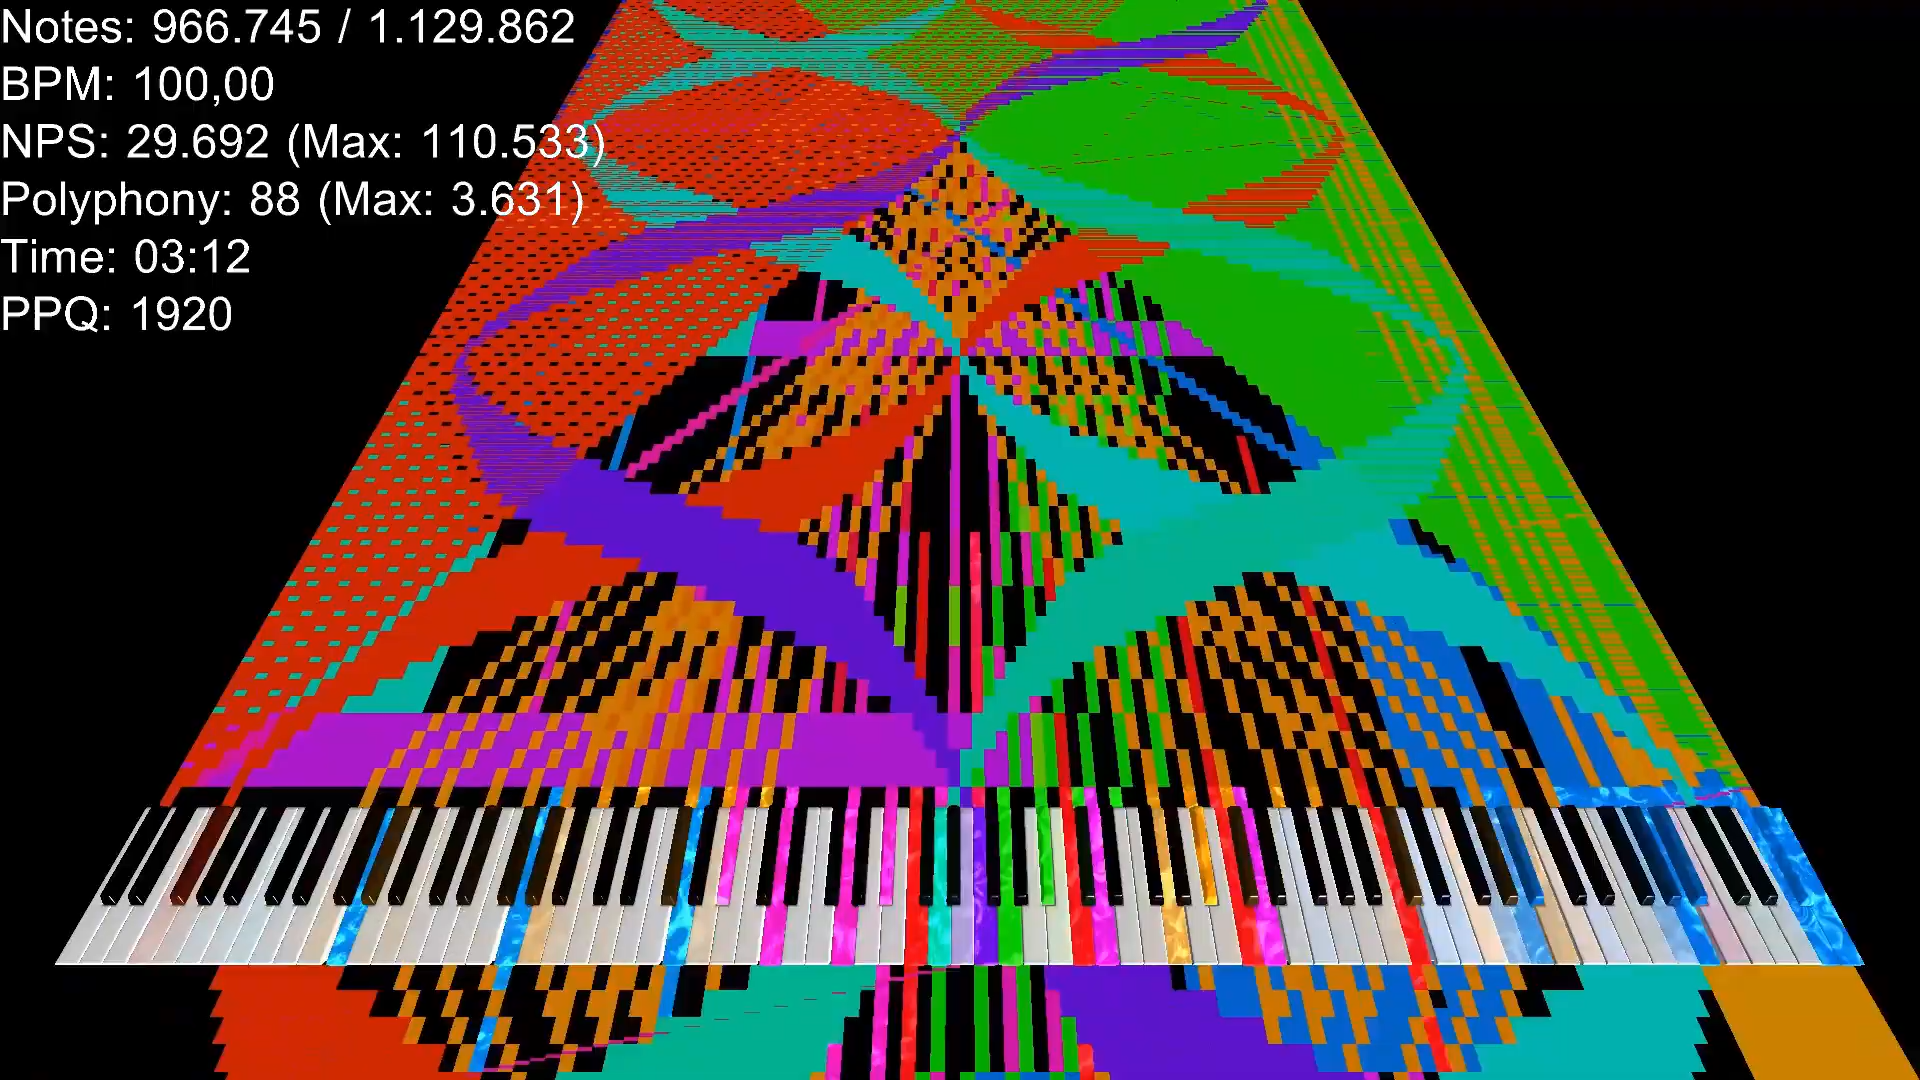 Notes: 966.745 / 1.129.862
BPM: 100,00
NPS: 29.692 (Max: 110.533)
Polyphony: 88 (Max: 3.631)
Time: 03:12
PPQ: 1920